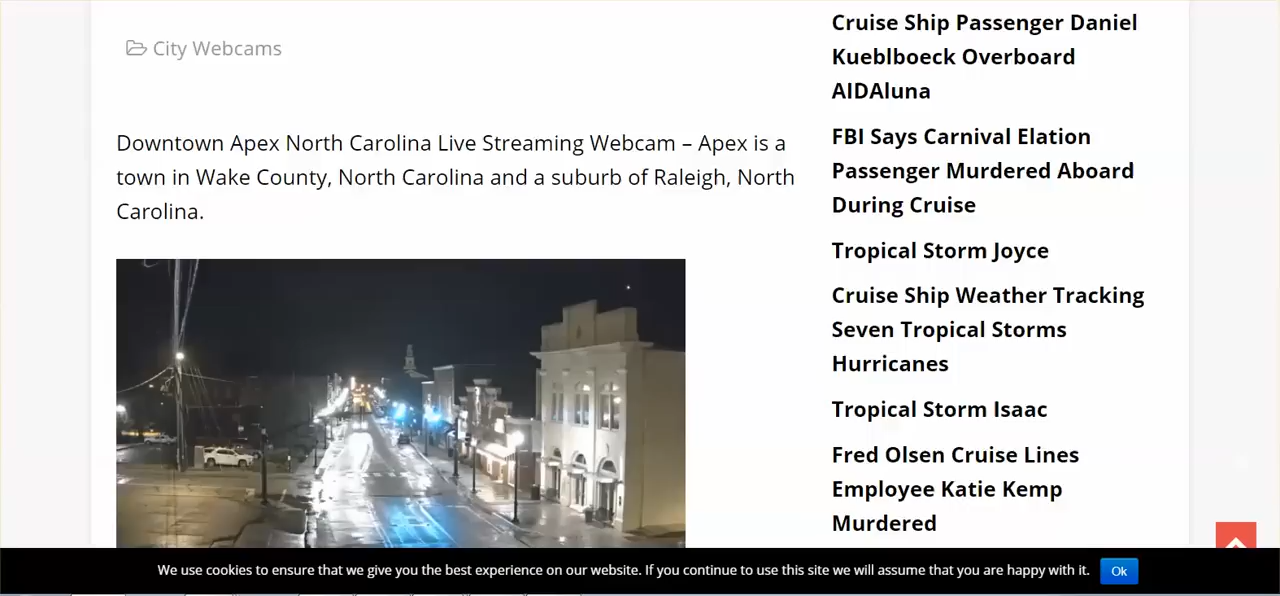 City Webcams
Downtown Apex North Carolina Live Streaming Webcam – Apex is a
town in Wake County, North Carolina and a suburb of Raleigh, North
Carolina.
Cruise Ship Passenger Daniel
Kueblboeck Overboard
AIDAluna
FBI Says Carnival Elation
Passenger Murdered Aboard
During Cruise
Tropical Storm Joyce
Cruise Ship Weather Tracking
Seven Tropical Storms
Hurricanes
Tropical Storm Isaac
Fred Olsen Cruise Lines
Employee Katie Kemp
Murdered
We use cookies to ensure that we give you the best experience on our website. If you continue to use this site we will assume that you are happy with it.
Ok